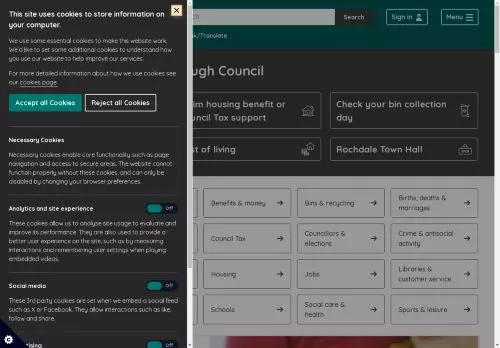 This site uses cookies to store information on
your computer.
We use some essential cookies to make this website work.
We'd like to set some additional cookies to understand how
you use our website to help improve our services.
For more detailed information about how we use cookies see
our cookies page.
Accept all Cookies
Reject all Cookies
Necessary Cookies
Necessary cookies enable core functionality such as page
navigation and access to secure areas. The website cannot
function properly without these cookies, and can only be
disabled by changing your browser preferences.
Analytics and site experience
Off
These cookies allow us to analyse site usage to evaluate and
improve its performance. They are also used to provide a
better user experience on the site, such as by measuring
interactions and remembering user settings when playing
embedded videos.
Social media
Off
These 3rd party cookies are set when we embed a social feed
such as X or Facebook. They allow interactions such as like,
follow and share.
Off
Search
Sign in
Menu
/Translate
ugh Council
im housing benefit or
uncil Tax support
Check your bin collection
day
st of living
Rochdale Town Hall
Benefits & money
Bins & recycling
Births, deaths &
marriages
Council Tax
Councillors &
elections
Crime & antisocial
activity
Housing
Jobs
Libraries &
customer service
Schools
Social care &
health
Sports & leisure